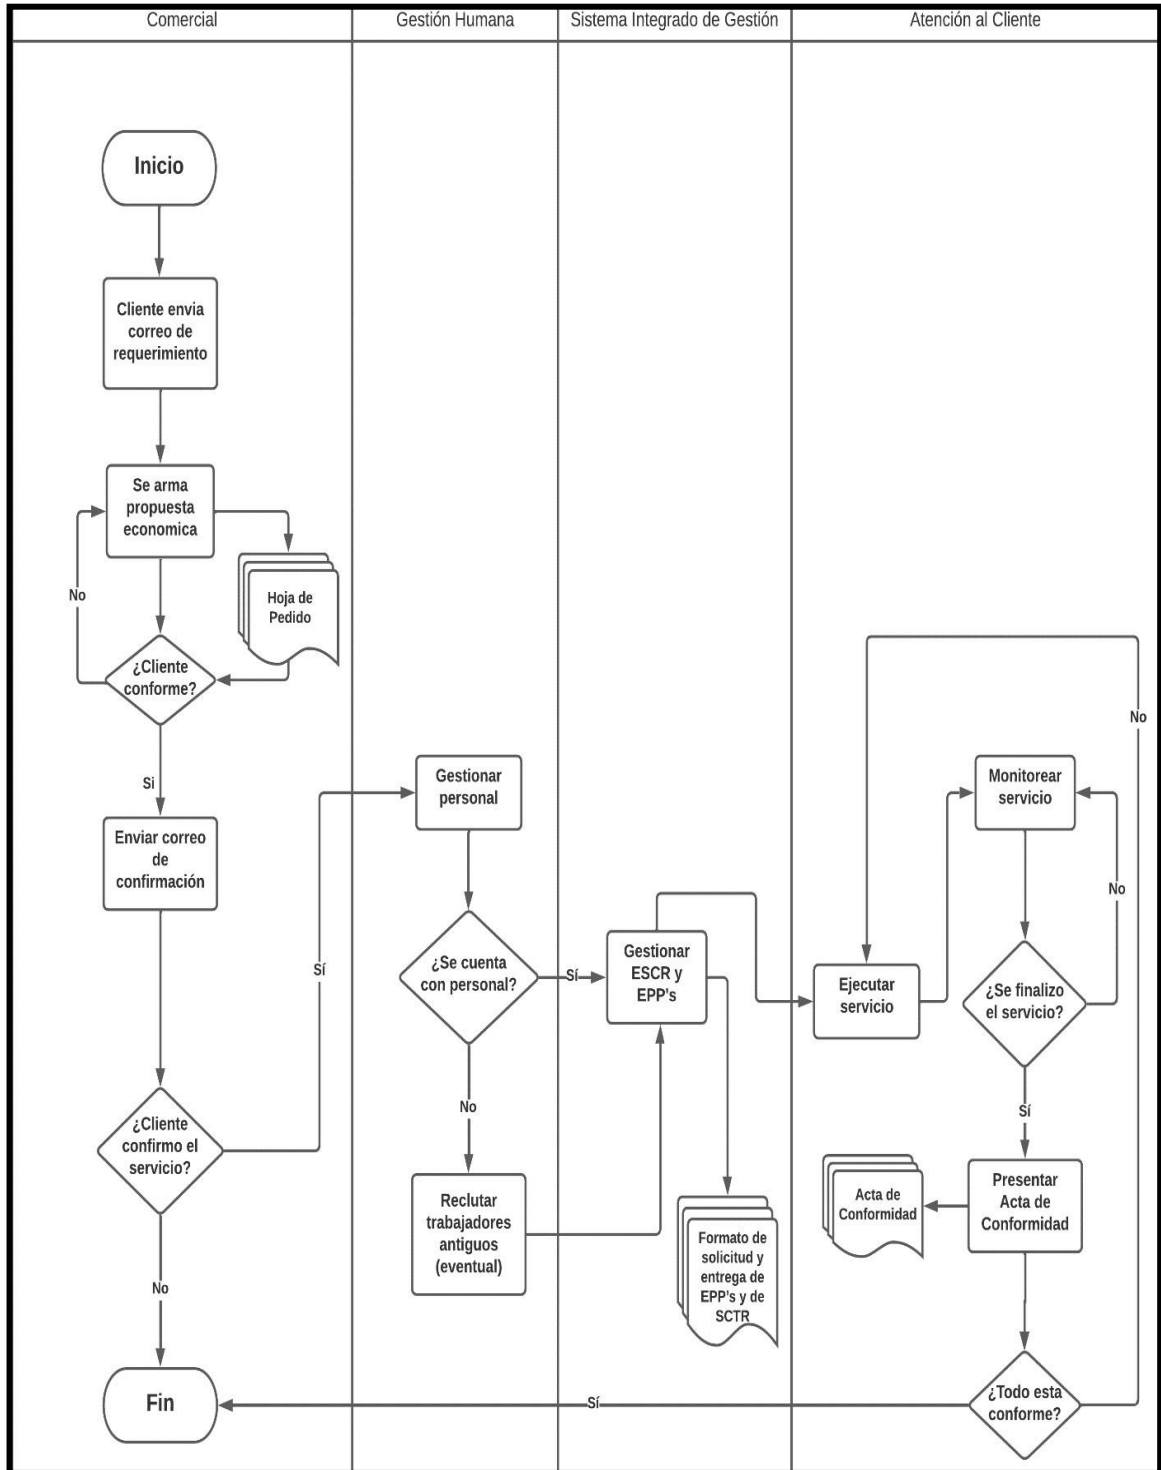 Comercial
Gestión Humana
Sistema Integrado de Gestión
Atención al Cliente
Inicio
Cliente envia
correo de
requerimiento
Se arma
propuesta
economica
Hoja de
Pedido
No
¿Cliente
conforme?
Si
Enviar correo
de
confirmación
¿Cliente
confirmo el
servicio?
Sí
No
Fin
Gestionar
personal
¿Se cuenta
con personal?
Sí
No
Reclutar
trabajadores
antiguos
(eventual)
Gestionar
ESCR y
EPP's
Formato de
solicitud y
entrega de
EPP's y de
SCTR
Ejecutar
servicio
Monitorear
servicio
No
No
¿Se finalizo
el servicio?
Sí
Presentar
Acta de
Conformidad
Acta de
Conformidad
¿Todo esta
conforme?
Sí